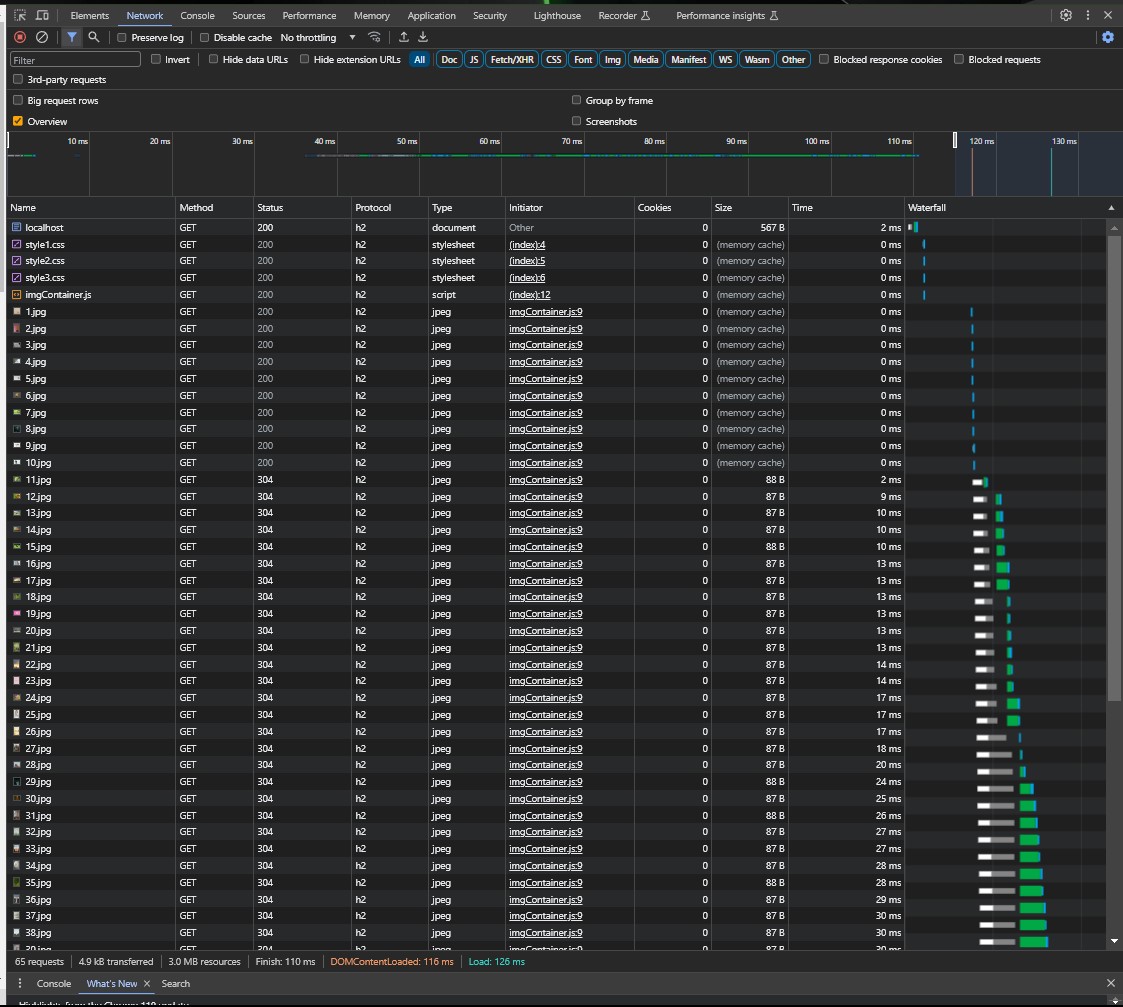 Elements Network Console Sources Performance Memory Application Security Lighthouse Recorder Performance insights
Preserve log Disable cache No throttling
Filter Invert Hide data URLs Hide extension URLs All Doc JS Fetch/XHR CSS Font Img Media Manifest WS Wasm Other Blocked response cookies Blocked requests
3rd-party requests
Big request rows Group by frame
Overview Screenshots
10 ms 20 ms 30 ms 40 ms 50 ms 60 ms 70 ms 80 ms 90 ms 100 ms 110 ms 120 ms 130 ms
Name Method Status Protocol Type Initiator Cookies Size Time Waterfall
localhost GET 200 h2 document Other 0 567 B 2 ms
style1.css GET 200 h2 stylesheet (index):4 0 (memory cache) 0 ms
style2.css GET 200 h2 stylesheet (index):5 0 (memory cache) 0 ms
style3.css GET 200 h2 stylesheet (index):6 0 (memory cache) 0 ms
imgContainer.js GET 200 h2 script (index):12 0 (memory cache) 0 ms
1.jpg GET 200 h2 jpeg imgContainer.js:9 0 (memory cache) 0 ms
2.jpg GET 200 h2 jpeg imgContainer.js:9 0 (memory cache) 0 ms
3.jpg GET 200 h2 jpeg imgContainer.js:9 0 (memory cache) 0 ms
4.jpg GET 200 h2 jpeg imgContainer.js:9 0 (memory cache) 0 ms
5.jpg GET 200 h2 jpeg imgContainer.js:9 0 (memory cache) 0 ms
6.jpg GET 200 h2 jpeg imgContainer.js:9 0 (memory cache) 0 ms
7.jpg GET 200 h2 jpeg imgContainer.js:9 0 (memory cache) 0 ms
8.jpg GET 200 h2 jpeg imgContainer.js:9 0 (memory cache) 0 ms
9.jpg GET 200 h2 jpeg imgContainer.js:9 0 (memory cache) 0 ms
10.jpg GET 200 h2 jpeg imgContainer.js:9 0 (memory cache) 0 ms
11.jpg GET 304 h2 jpeg imgContainer.js:9 0 88 B 2 ms
12.jpg GET 304 h2 jpeg imgContainer.js:9 0 87 B 9 ms
13.jpg GET 304 h2 jpeg imgContainer.js:9 0 87 B 10 ms
14.jpg GET 304 h2 jpeg imgContainer.js:9 0 87 B 10 ms
15.jpg GET 304 h2 jpeg imgContainer.js:9 0 88 B 10 ms
16.jpg GET 304 h2 jpeg imgContainer.js:9 0 87 B 13 ms
17.jpg GET 304 h2 jpeg imgContainer.js:9 0 87 B 13 ms
18.jpg GET 304 h2 jpeg imgContainer.js:9 0 87 B 13 ms
19.jpg GET 304 h2 jpeg imgContainer.js:9 0 87 B 13 ms
20.jpg GET 304 h2 jpeg imgContainer.js:9 0 87 B 13 ms
21.jpg GET 304 h2 jpeg imgContainer.js:9 0 87 B 13 ms
22.jpg GET 304 h2 jpeg imgContainer.js:9 0 87 B 14 ms
23.jpg GET 304 h2 jpeg imgContainer.js:9 0 87 B 14 ms
24.jpg GET 304 h2 jpeg imgContainer.js:9 0 87 B 17 ms
25.jpg GET 304 h2 jpeg imgContainer.js:9 0 87 B 17 ms
26.jpg GET 304 h2 jpeg imgContainer.js:9 0 87 B 17 ms
27.jpg GET 304 h2 jpeg imgContainer.js:9 0 87 B 18 ms
28.jpg GET 304 h2 jpeg imgContainer.js:9 0 87 B 20 ms
29.jpg GET 304 h2 jpeg imgContainer.js:9 0 88 B 24 ms
30.jpg GET 304 h2 jpeg imgContainer.js:9 0 87 B 25 ms
31.jpg GET 304 h2 jpeg imgContainer.js:9 0 88 B 26 ms
32.jpg GET 304 h2 jpeg imgContainer.js:9 0 87 B 27 ms
33.jpg GET 304 h2 jpeg imgContainer.js:9 0 87 B 27 ms
34.jpg GET 304 h2 jpeg imgContainer.js:9 0 87 B 28 ms
35.jpg GET 304 h2 jpeg imgContainer.js:9 0 88 B 28 ms
36.jpg GET 304 h2 jpeg imgContainer.js:9 0 87 B 29 ms
37.jpg GET 304 h2 jpeg imgContainer.js:9 0 87 B 30 ms
38.jpg GET 304 h2 jpeg imgContainer.js:9 0 87 B 30 ms
39.jpg GET 304 h2 jpeg imgContainer.js:9 0 87 B 30 ms
65 requests 4.9 kB transferred 3.0 MB resources Finish: 110 ms DOMContentLoaded: 116 ms Load: 126 ms
Console What's New Search